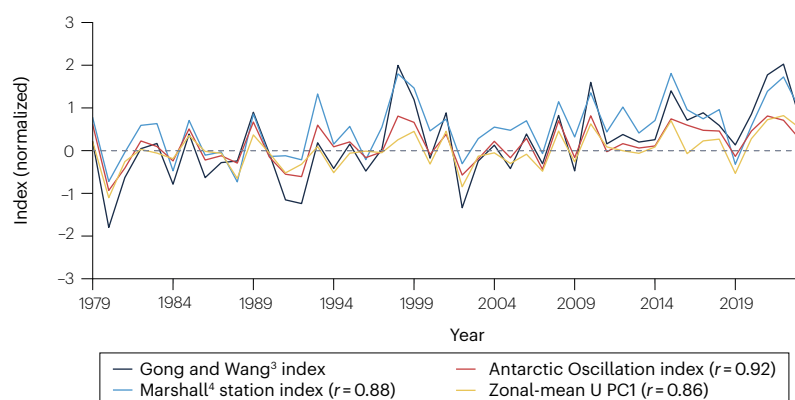 3
2
1
0
–1
–2
–3
Index (normalized)
1979 1984 1989 1994 1999 2004 2009 2014 2019
Year
Gong and Wang³ index
Antarctic Oscillation index (r = 0.92)
Marshall⁴ station index (r = 0.88)
Zonal-mean U PC1 (r = 0.86)